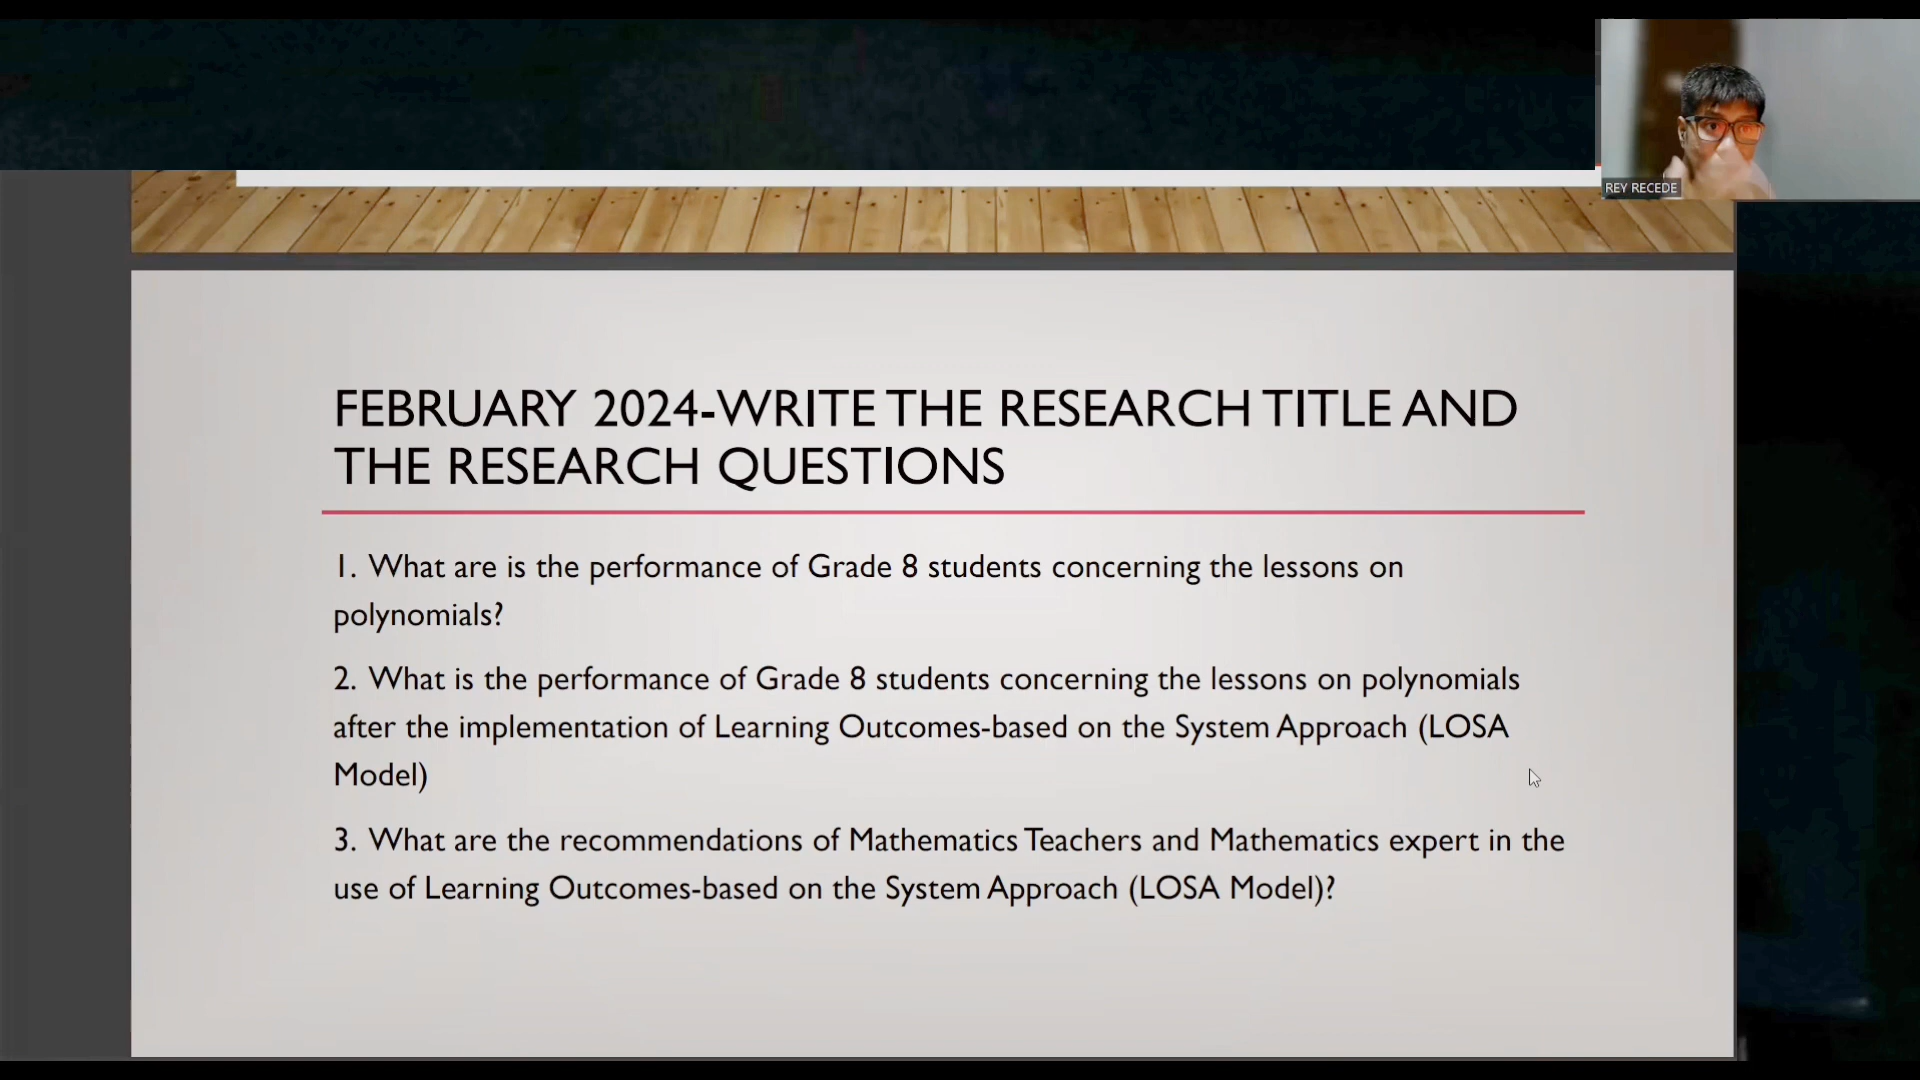 REY RECEDE
FEBRUARY 2024-WRITE THE RESEARCH TITLE AND
THE RESEARCH QUESTIONS
1. What are is the performance of Grade 8 students concerning the lessons on
polynomials?
2. What is the performance of Grade 8 students concerning the lessons on polynomials
after the implementation of Learning Outcomes-based on the System Approach (LOSA
Model)
3. What are the recommendations of Mathematics Teachers and Mathematics expert in the
use of Learning Outcomes-based on the System Approach (LOSA Model)?